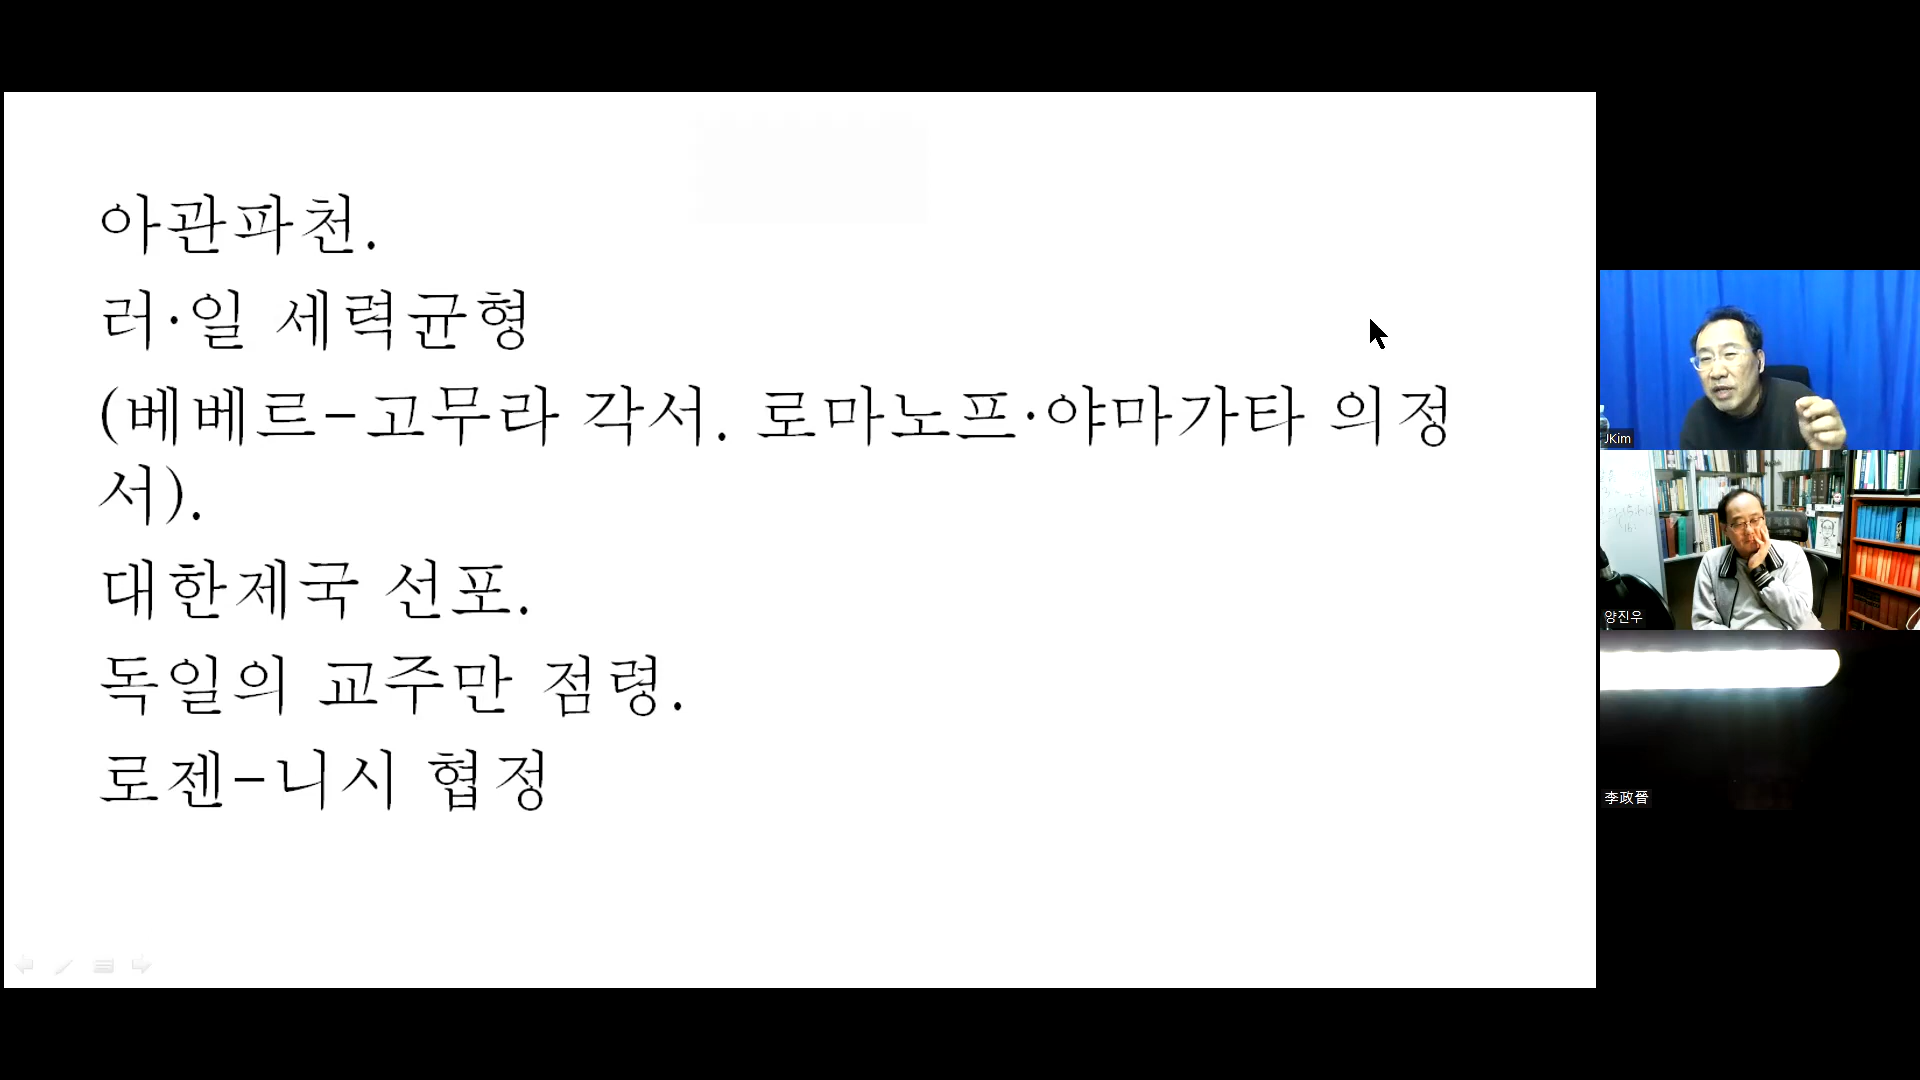 아관파천.
러·일 세력균형
(베베르-고무라 각서. 로마노프·야마가타 의정
서).
대한제국 선포.
독일의 교주만 점령.
로젠-니시 협정
JKim
양진우
李政晉